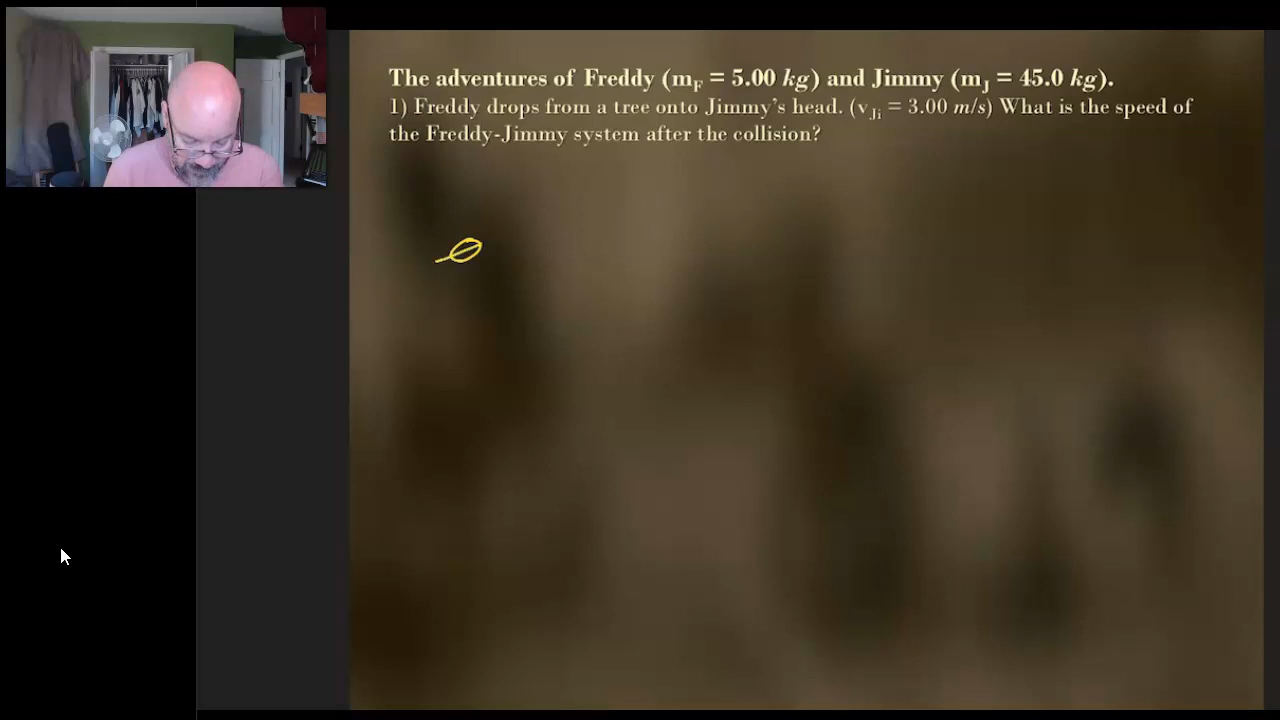 The adventures of Freddy (m_F = 5.00 kg) and Jimmy (m_J = 45.0 kg).
1) Freddy drops from a tree onto Jimmy's head. (v_Ji = 3.00 m/s) What is the speed of
the Freddy-Jimmy system after the collision?